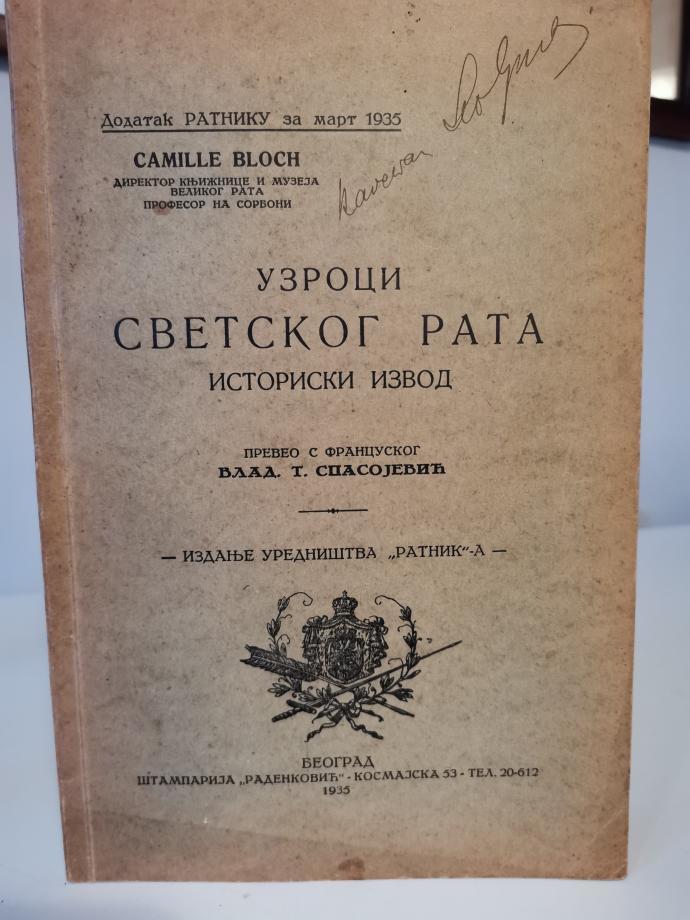 Додатак РАТНИКУ за март 1935
CAMILLE BLOCH
ДИРЕКТОР КЊИЖНИЦЕ И МУЗЕЈА
ВЕЛИКОГ РАТА
ПРОФЕСОР НА СОРБОНИ
УЗРОЦИ
СВЕТСКОГ РАТА
ИСТОРИСКИ ИЗВОД
ПРЕВЕО С ФРАНЦУСКОГ
ВЛАД. Т. СПАСОЈЕВИЋ
— ИЗДАЊЕ УРЕДНИШТВА „РАТНИК“-А —
БЕОГРАД
ШТАМПАРИЈА „РАДЕНКОВИЋ“ - КОСМАЈСКА 53 - ТЕЛ. 20-612
1935